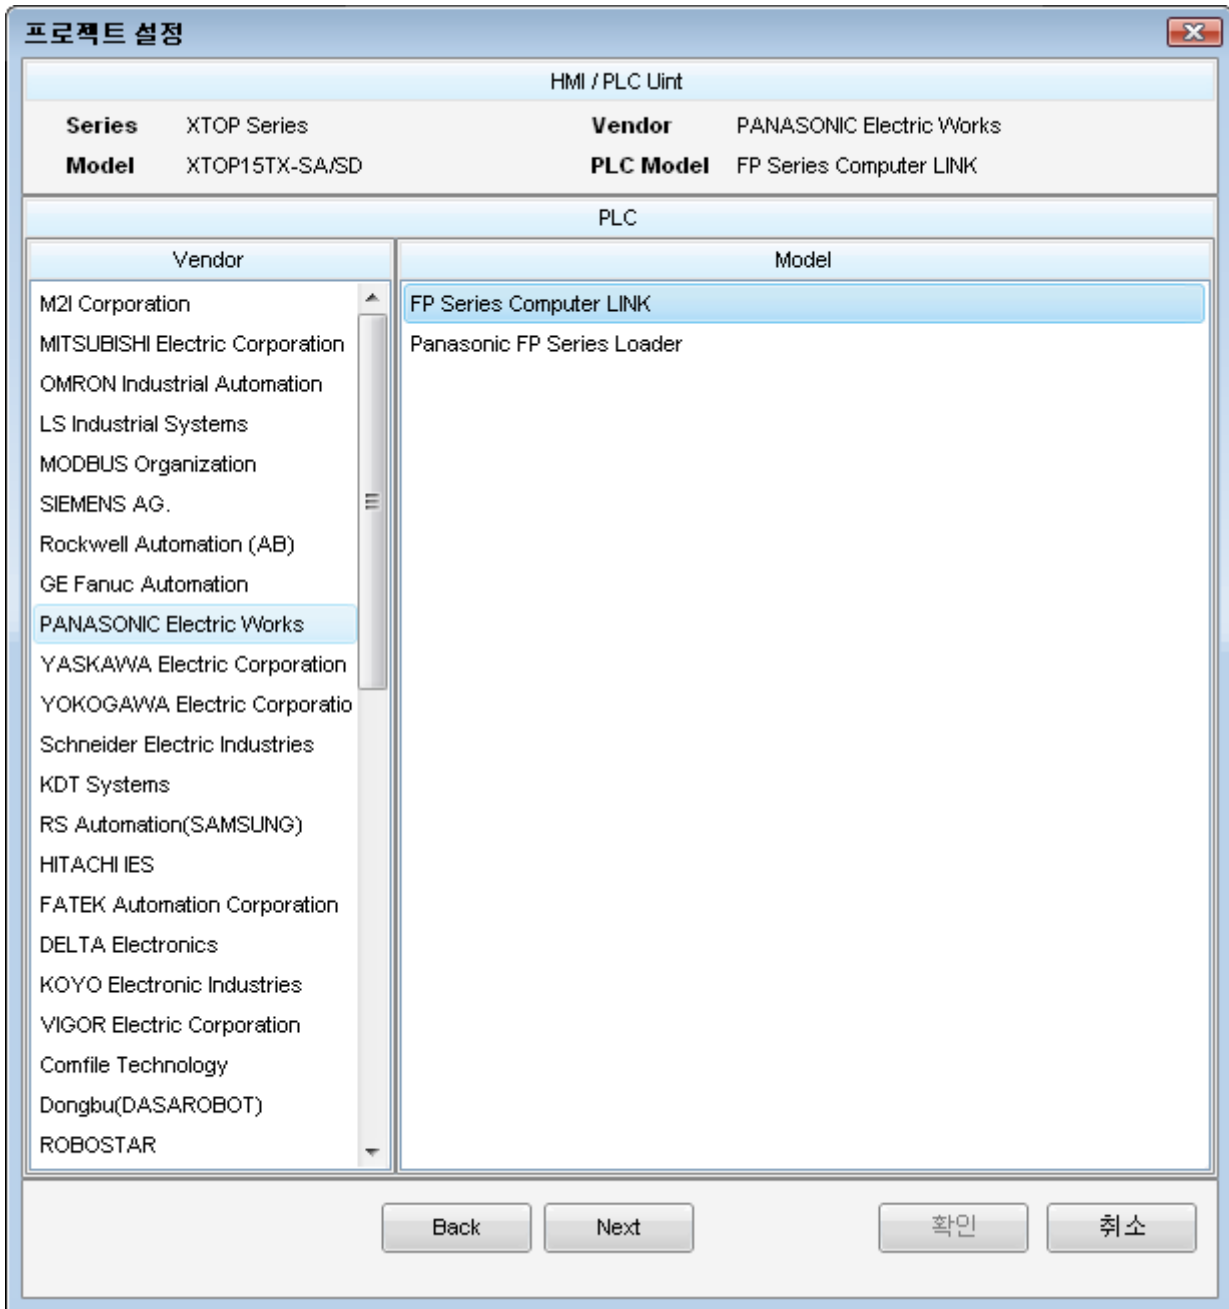 프로젝트 설정
HMI / PLC Uint
Series XTOP Series Vendor PANASONIC Electric Works
Model XTOP15TX-SA/SD PLC Model FP Series Computer LINK
PLC
Vendor
M2I Corporation
MITSUBISHI Electric Corporation
OMRON Industrial Automation
LS Industrial Systems
MODBUS Organization
SIEMENS AG.
Rockwell Automation (AB)
GE Fanuc Automation
PANASONIC Electric Works
YASKAWA Electric Corporation
YOKOGAWA Electric Corporatio
Schneider Electric Industries
KDT Systems
RS Automation(SAMSUNG)
HITACHI IES
FATEK Automation Corporation
DELTA Electronics
KOYO Electronic Industries
VIGOR Electric Corporation
Comfile Technology
Dongbu(DASAROBOT)
ROBOSTAR
Model
FP Series Computer LINK
Panasonic FP Series Loader
Back Next 확인 취소